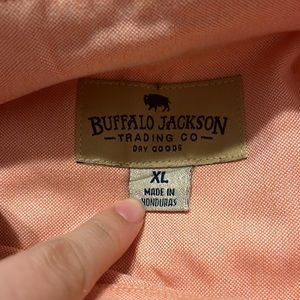 BUFFALO JACKSON
TRADING CO
DRY GOODS
XL
MADE IN
HONDURAS